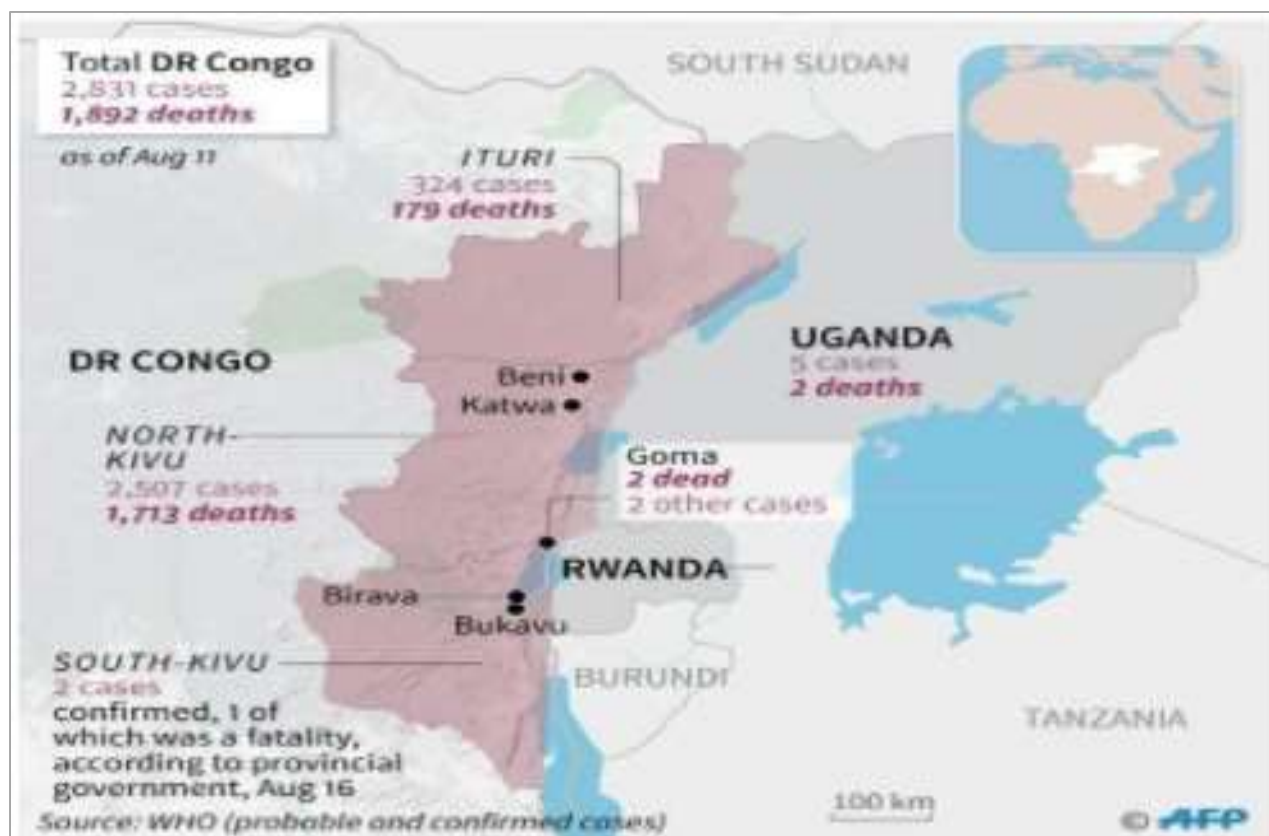 Total DR Congo
2,831 cases
1,892 deaths
as of Aug 11
SOUTH SUDAN
ITURI
324 cases
179 deaths
DR CONGO
UGANDA
5 cases
2 deaths
Beni
Katwa
NORTH-
KIVU
2,507 cases
1,713 deaths
Goma
2 dead
2 other cases
RWANDA
Birava
Bukavu
SOUTH-KIVU
2 cases
confirmed, 1 of
which was a fatality,
according to provincial
government, Aug 16
BURUNDI
TANZANIA
100 km
Source: WHO (probable and confirmed cases)
© AFP